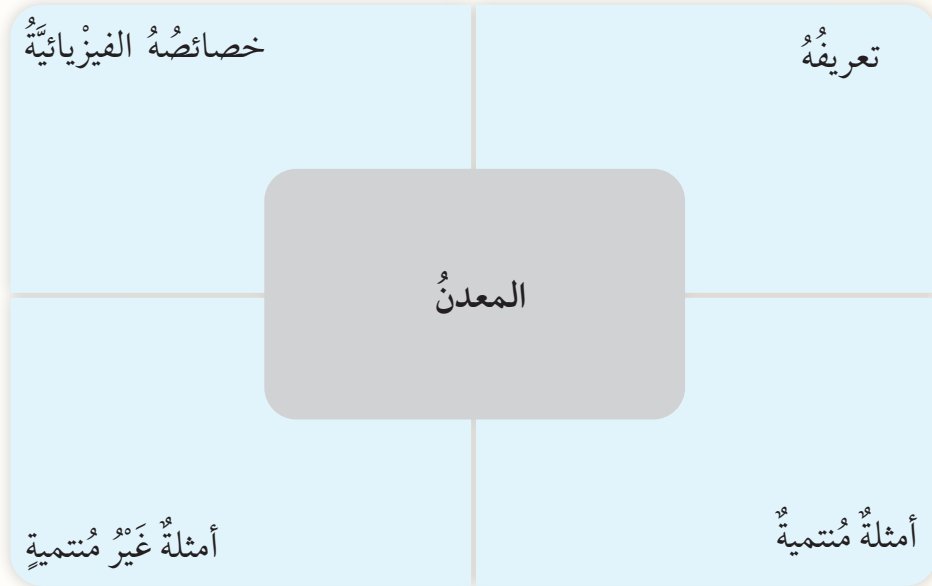 تعريفُهُ
خصائصُهُ الفيزْيائيَّةُ
المعدنُ
أمثلةٌ مُنتميةٌ
أمثلةٌ غَيْرُ مُنتميةٍ